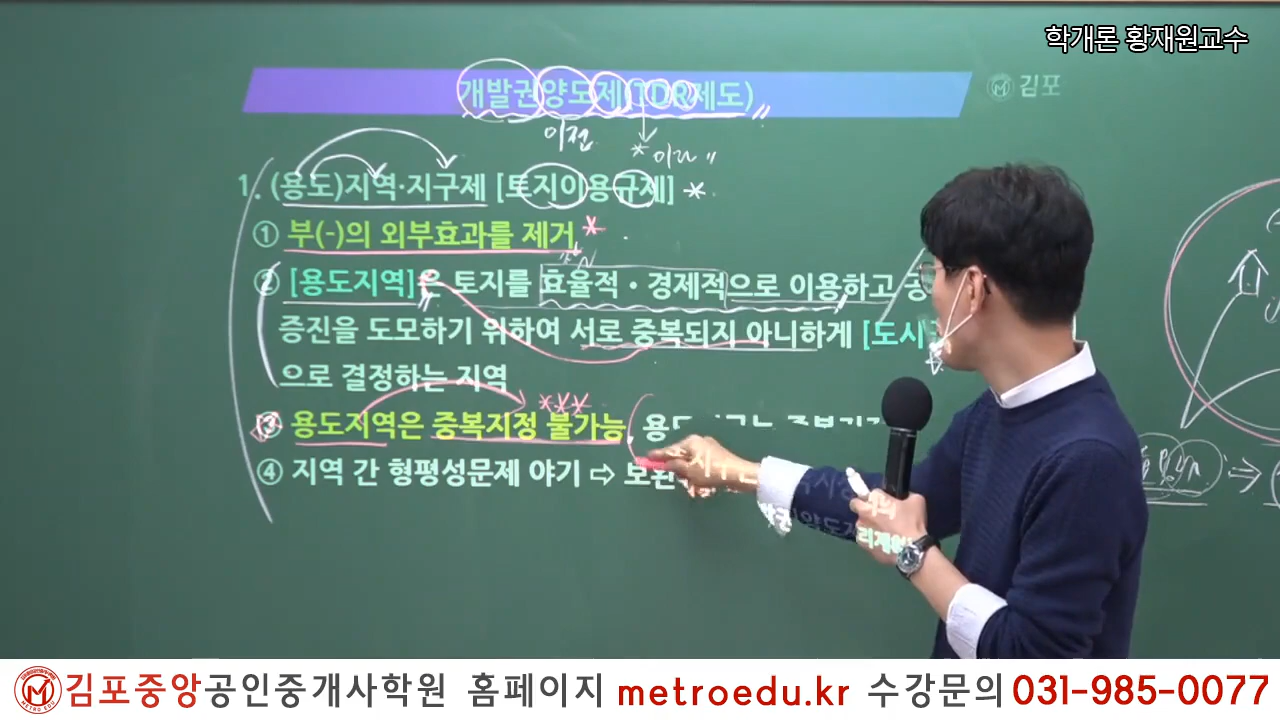 학개론 황재원교수
개발권양도제(TDR제도)
김포
이전
1. (용도)지역·지구제 [토지이용규제]
① 부(-)의 외부효과를 제거
② [용도지역]은 토지를 효율적·경제적으로 이용하고 공
증진을 도모하기 위하여 서로 중복되지 아니하게 [도시
으로 결정하는 지역
③ 용도지역은 중복지정 불가능, 용도
④ 지역 간 형평성문제 야기 ⇨ 보완
김포중앙공인중개사학원 홈페이지 metroedu.kr 수강문의 031-985-0077